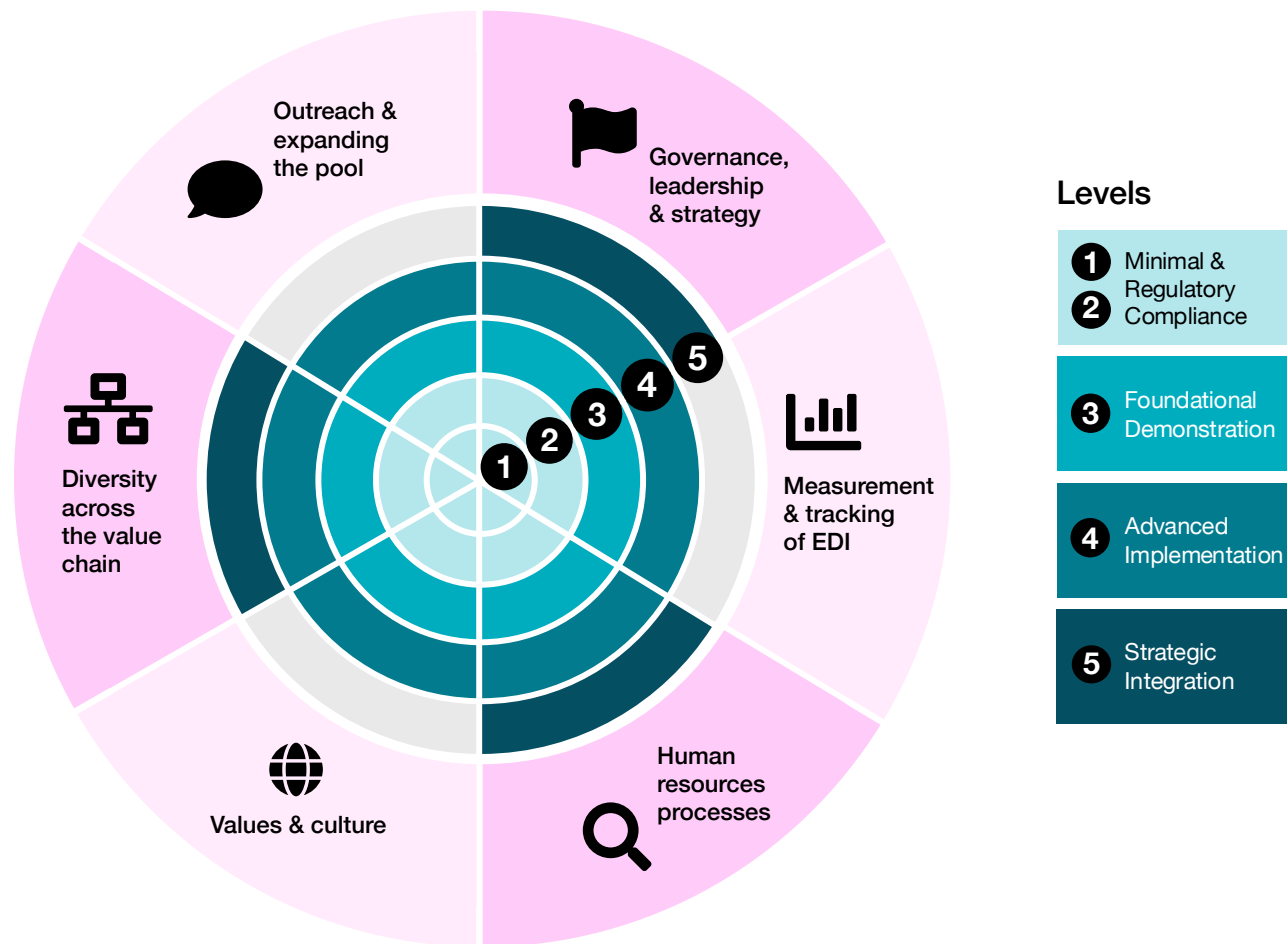 Outreach &
expanding
the pool
Governance,
leadership
& strategy
Measurement
& tracking
of EDI
Human
resources
processes
Values & culture
Diversity
across
the value
chain
1
2
3
4
5
Levels
1
2
Minimal &
Regulatory
Compliance
3
Foundational
Demonstration
4
Advanced
Implementation
5
Strategic
Integration